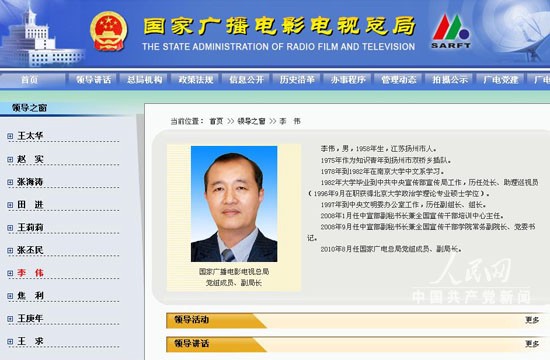 国家广播电影电视总局
THE STATE ADMINISTRATION OF RADIO FILM AND TELEVISION
SARFT
首页 领导讲话 总局机构 政策法规 信息公开 历史沿革 办事程序 管理动态 拍摄公示 广电党建 广电
领导之窗
当前位置： 首页 >> 领导之窗 >> 李 伟
王太华
赵 实
张海涛
田 进
王莉莉
张丕民
李 伟
焦 利
王庚年
王 求
李伟，男，1958年生，江苏扬州市人。
1975年作为知识青年到扬州市双桥乡插队。
1978年到1982年在南京大学中文系学习。
1982年大学毕业到中共中央宣传部宣传局工作，历任处长、助理巡视员
（1996年9月在职获得北京大学政治学理论专业硕士学位）。
1997年到中央文明委办公室工作，历任副组长、组长。
2008年1月任中宣部副秘书长兼全国宣传干部培训中心主任。
2008年9月任中宣部副秘书长兼全国宣传干部学院常务副院长、党委书
记。
2010年8月任国家广电总局党组成员、副局长。
国家广播电影电视总局
党组成员、副局长
人民网
中国共产党新闻
领导活动 更多
领导讲话 更多